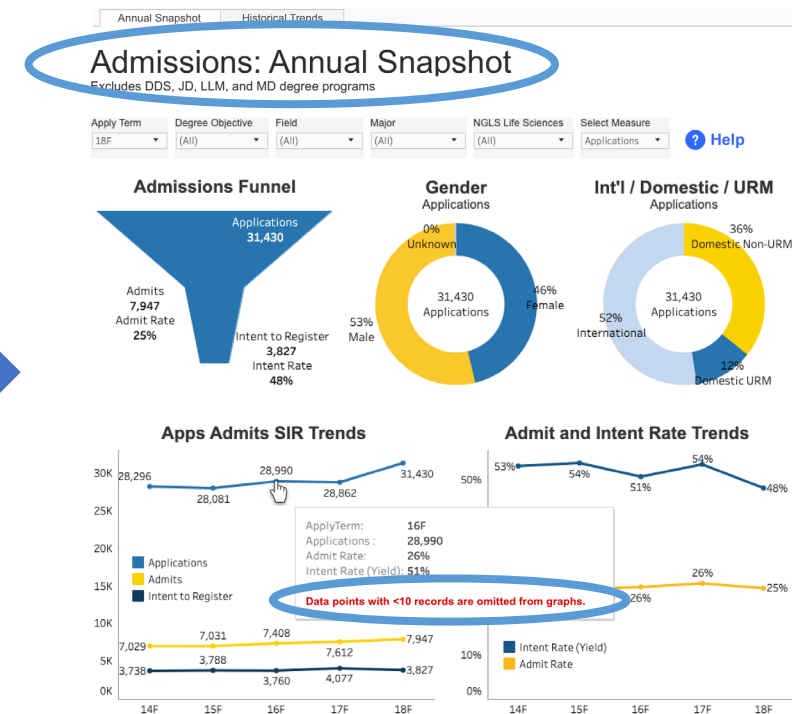 Annual Snapshot
Historical Trends
Admissions: Annual Snapshot
Excludes DDS, JD, LLM, and MD degree programs
Apply Term
Degree Objective
Field
Major
NGLS Life Sciences
Select Measure
18F
(All)
(All)
(All)
(All)
Applications
? Help
Admissions Funnel
Applications
31,430
Admits
7,947
Admit Rate
25%
Intent to Register
3,827
Intent Rate
48%
Gender
Applications
0%
Unknown
46%
Female
31,430
Applications
53%
Male
Int'l / Domestic / URM
Applications
36%
Domestic Non-URM
31,430
Applications
52%
International
12%
Domestic URM
Apps Admits SIR Trends
30K
25K
20K
15K
10K
5K
0K
28,296
28,081
28,990
28,862
31,430
Applications
Admits
Intent to Register
7,029
7,031
7,408
7,612
7,947
3,738
3,788
3,760
4,077
3,827
14F
15F
16F
17F
18F
ApplyTerm: 16F
Applications : 28,990
Admit Rate: 26%
Intent Rate (Yield): 51%
Data points with <10 records are omitted from graphs.
Admit and Intent Rate Trends
50%
10%
0%
53%
54%
51%
54%
48%
26%
26%
25%
Intent Rate (Yield)
Admit Rate
14F
15F
16F
17F
18F